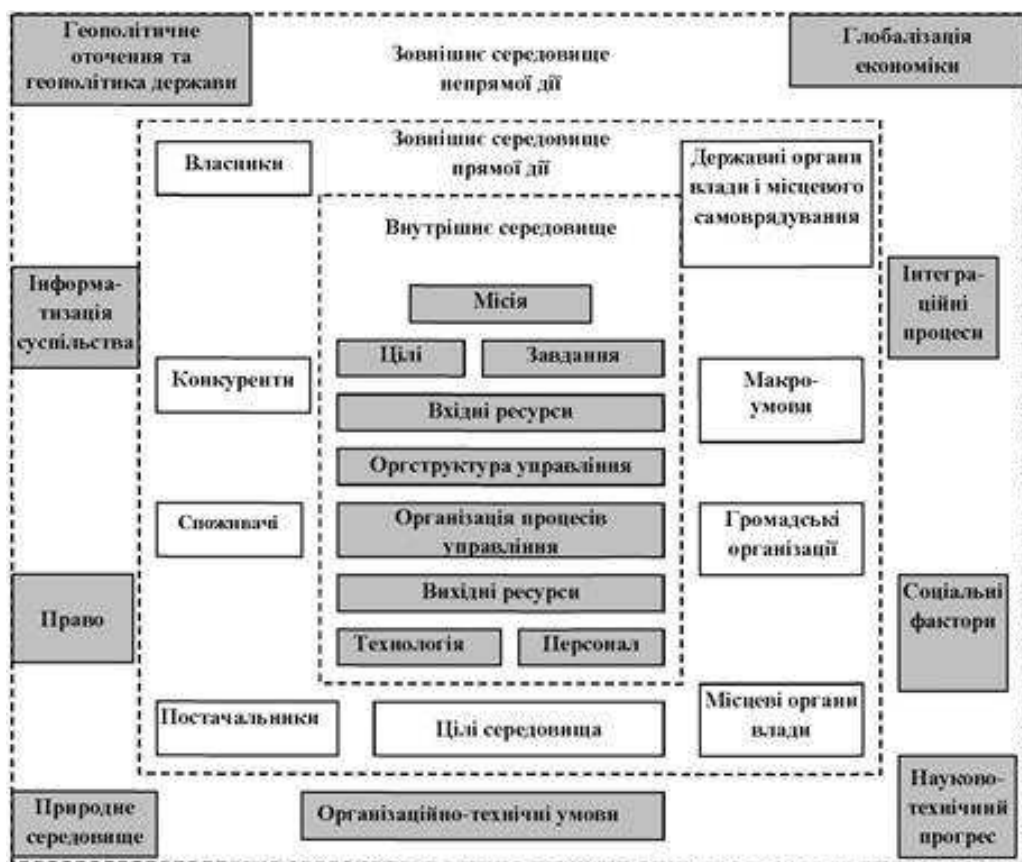 Геополітичне
оточення та
геополітика держави
Зовнішнє середовище
непрямої дії
Глобалізація
економіки
Зовнішнє середовище
прямої дії
Власники
Державні органи
влади і місцевого
самоврядування
Внутрішнє середовище
Інформа-
тизація
суспільства
Інтегра-
ційні
процеси
Місія
Цілі
Завдання
Конкуренти
Макро-
умови
Вхідні ресурси
Оргструктура управління
Споживачі
Організація процесів
управління
Громадські
організації
Вихідні ресурси
Право
Соціальні
фактори
Технологія
Персонал
Постачальники
Цілі середовища
Місцеві органи
влади
Природне
середовище
Організаційно-технічні умови
Науково-
технічний
прогрес